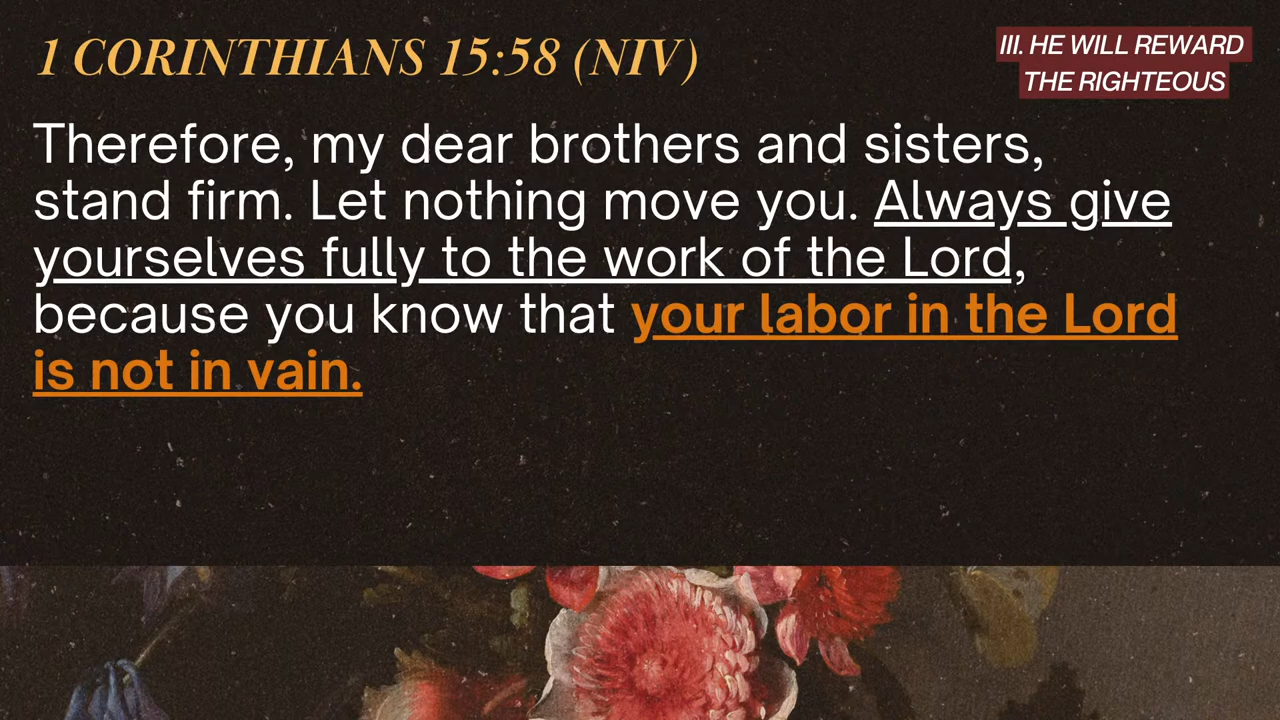 1 CORINTHIANS 15:58 (NIV)
III. HE WILL REWARD
THE RIGHTEOUS
Therefore, my dear brothers and sisters,
stand firm. Let nothing move you. Always give
yourselves fully to the work of the Lord,
because you know that your labor in the Lord
is not in vain.